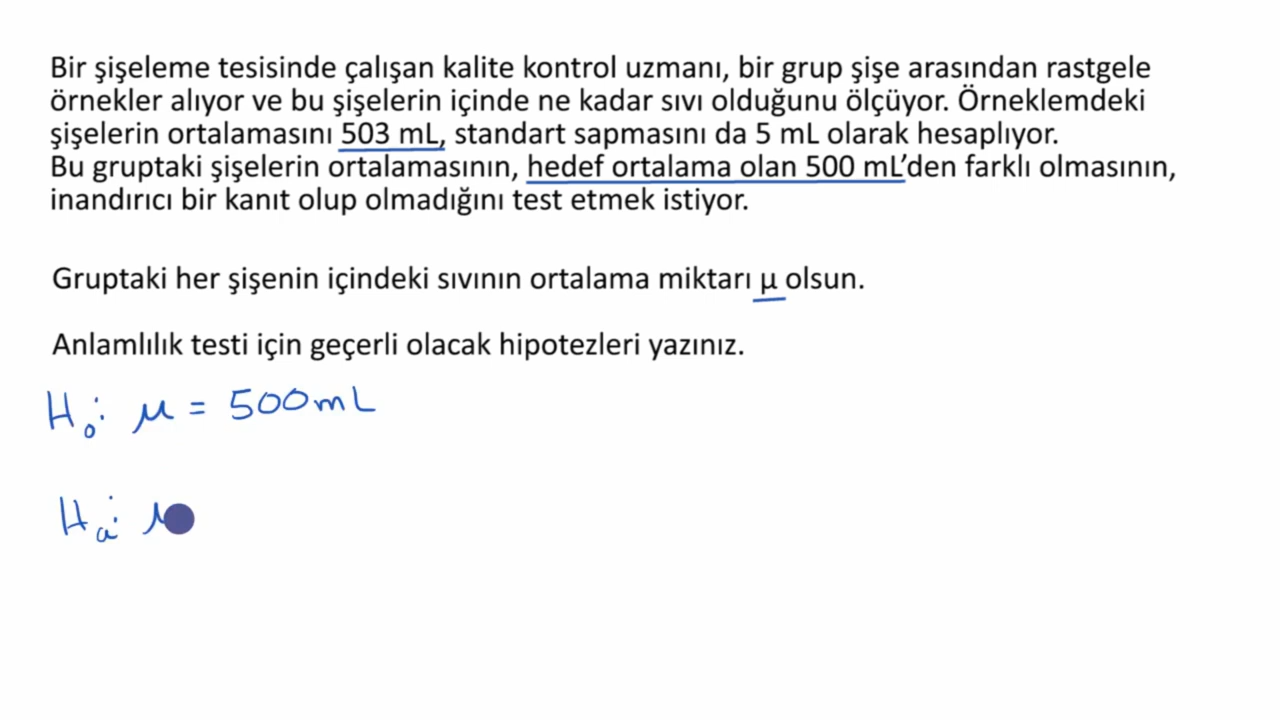 Bir şişeleme tesisinde çalışan kalite kontrol uzmanı, bir grup şişe arasından rastgele
örnekler alıyor ve bu şişelerin içinde ne kadar sıvı olduğunu ölçüyor. Örneklemdeki
şişelerin ortalamasını 503 mL, standart sapmasını da 5 mL olarak hesaplıyor.
Bu gruptaki şişelerin ortalamasının, hedef ortalama olan 500 mL’den farklı olmasının,
inandırıcı bir kanıt olup olmadığını test etmek istiyor.
Gruptaki her şişenin içindeki sıvının ortalama miktarı µ olsun.
Anlamlılık testi için geçerli olacak hipotezleri yazınız.
H₀: µ = 500mL
Hₐ: µ